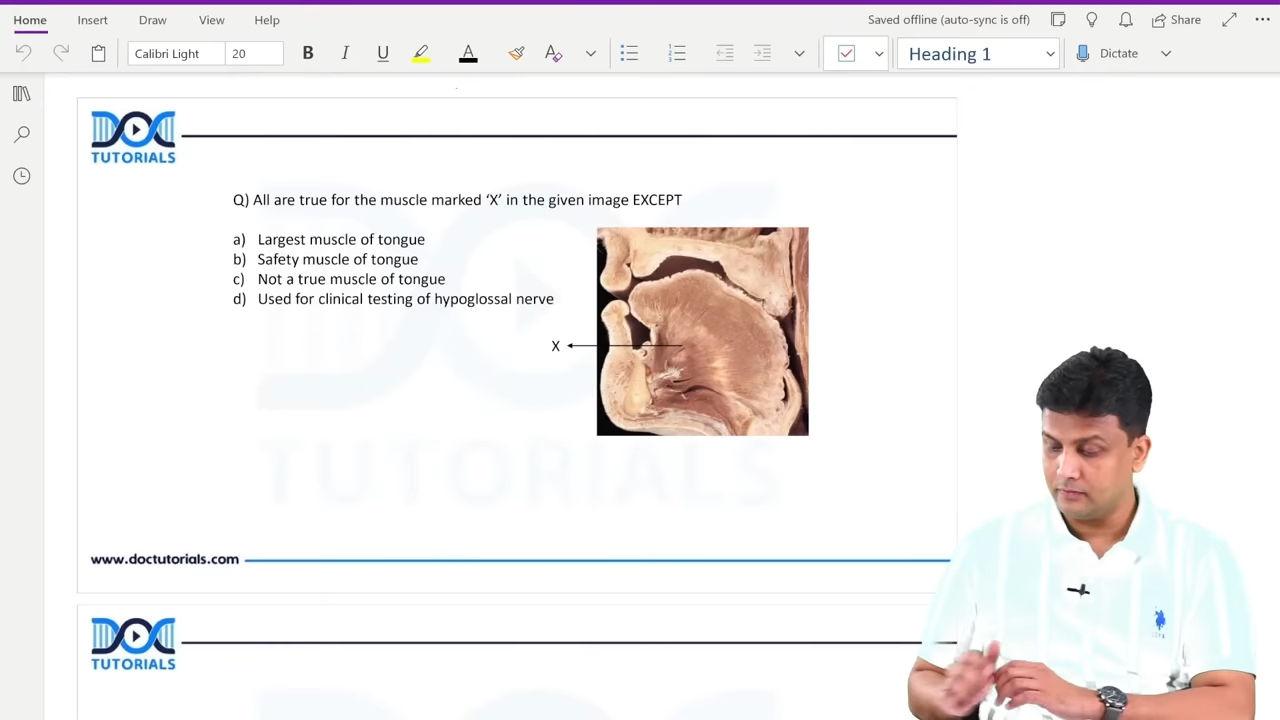 Home Insert Draw View Help Saved offline (auto-sync is off) Share
Calibri Light 20 B I U A A Heading 1 Dictate
TUTORIALS
Q) All are true for the muscle marked ‘X’ in the given image EXCEPT
a) Largest muscle of tongue
b) Safety muscle of tongue
c) Not a true muscle of tongue
d) Used for clinical testing of hypoglossal nerve
X
TUTORIALS
www.doctutorials.com
TUTORIALS